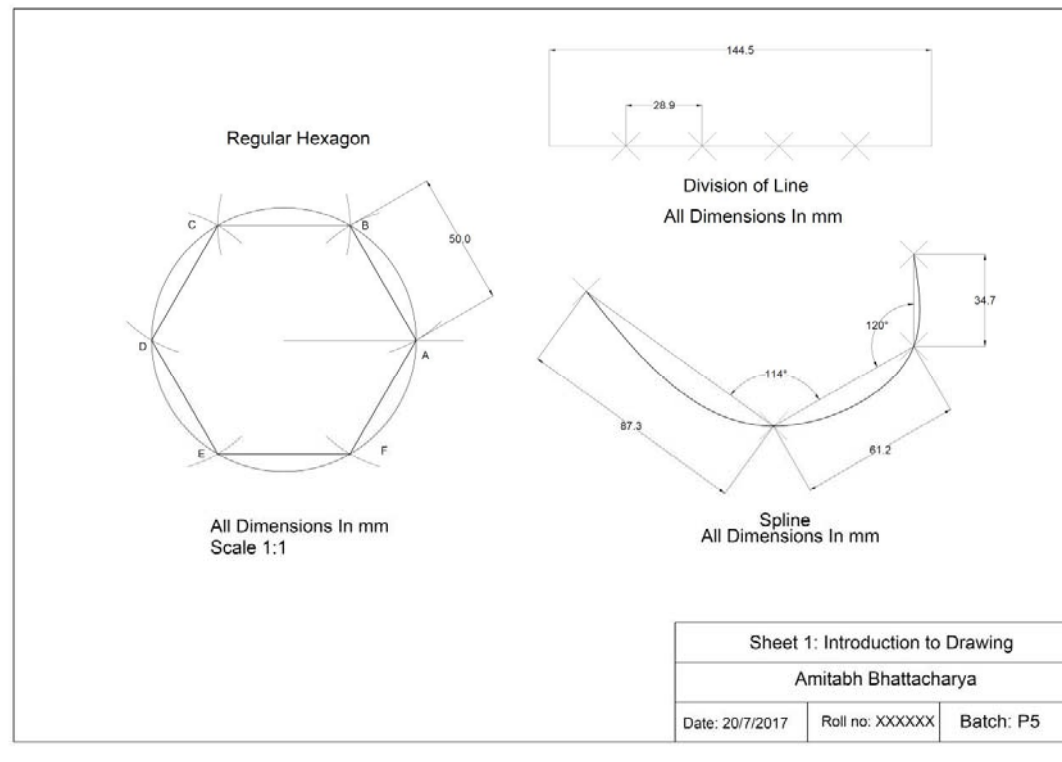 Regular Hexagon
C
B
50.0
D
A
E
F
All Dimensions In mm
Scale 1:1
144.5
28.9
Division of Line
All Dimensions In mm
34.7
120°
114°
87.3
61.2
Spline
All Dimensions In mm
Sheet 1: Introduction to Drawing
Amitabh Bhattacharya
Date: 20/7/2017
Roll no: XXXXXX
Batch: P5